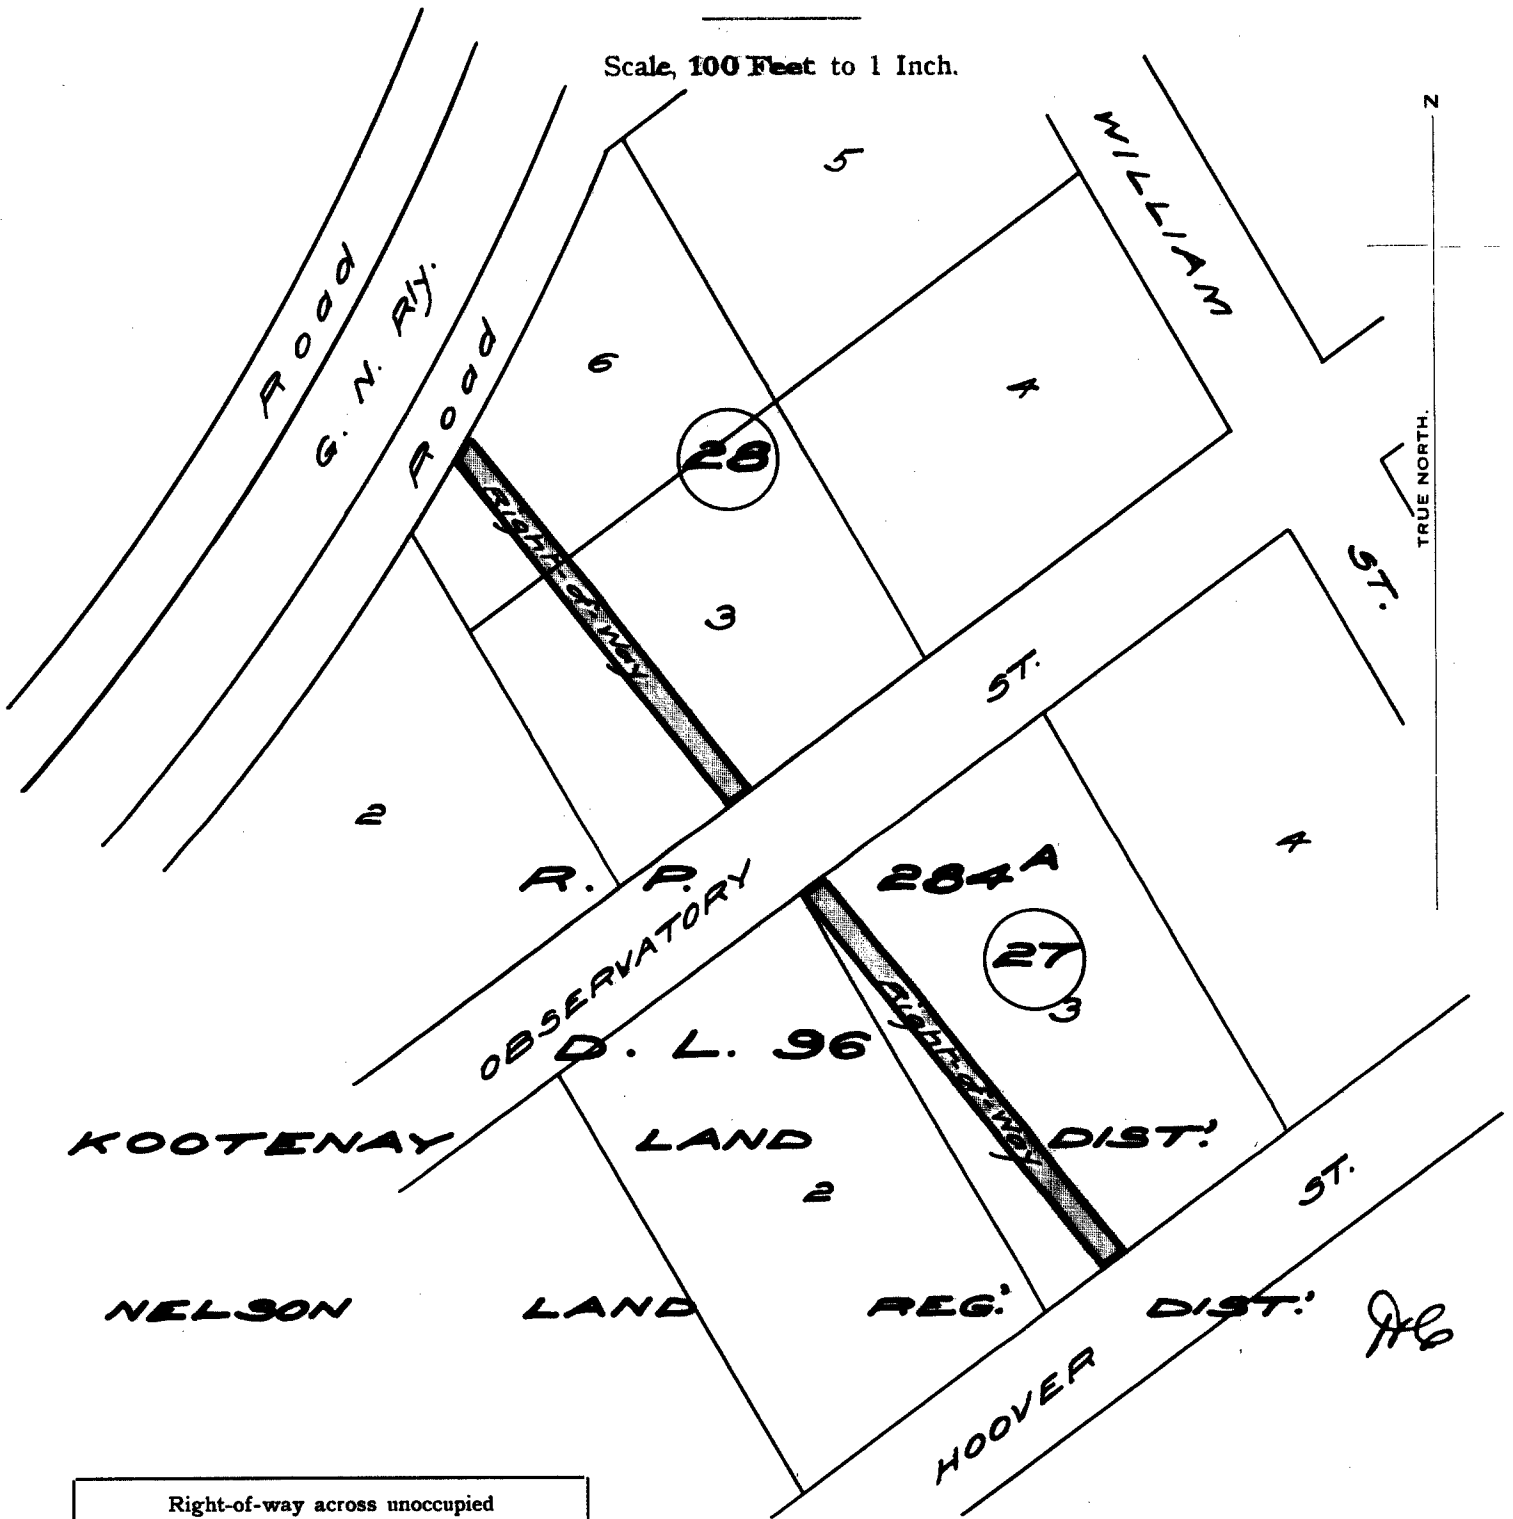 Scale, 100 Feet to 1 Inch.
N
WILLIAM
5
Road
G. N. Rly.
Road
6
4
28
TRUE NORTH.
Right-of-Way
3
ST.
ST.
2
R. P. 284A
4
OBSERVATORY
27
3
Right-of-way
D. L. 96
KOOTENAY LAND DIST.
2
ST.
NELSON LAND REG. DIST.
HOOVER
Right-of-way across unoccupied